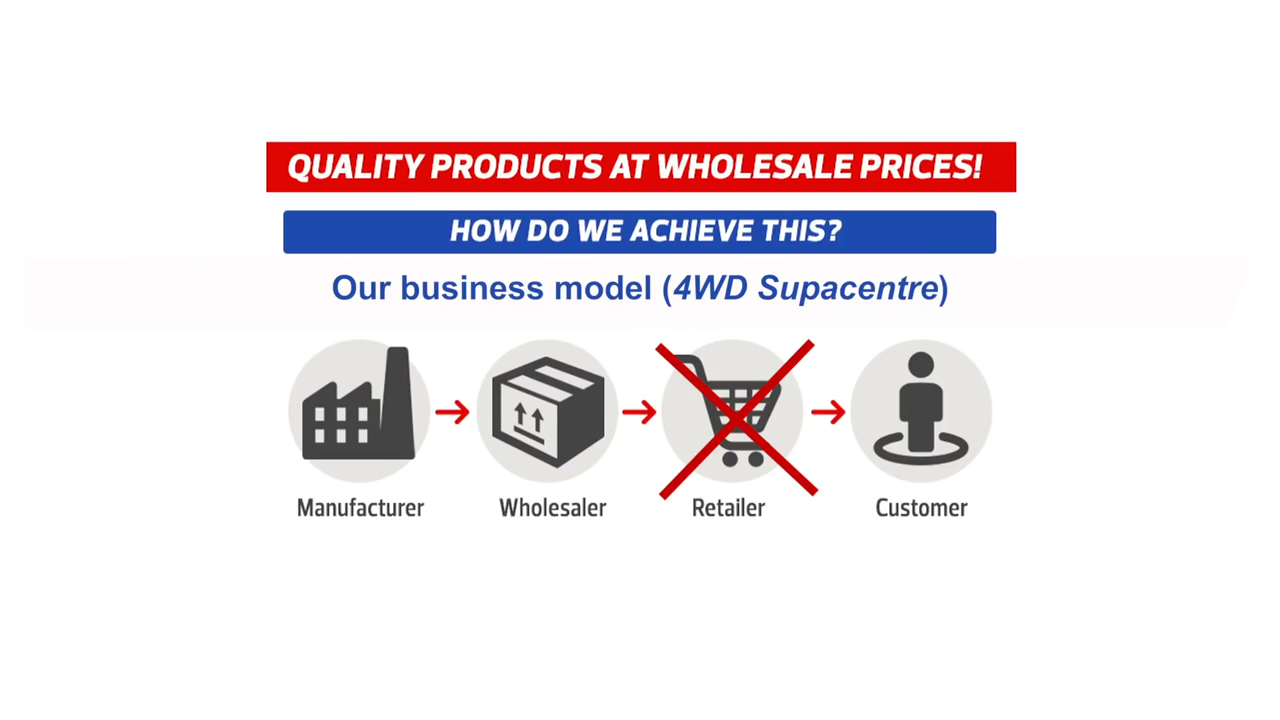 QUALITY PRODUCTS AT WHOLESALE PRICES!
HOW DO WE ACHIEVE THIS?
Our business model (4WD Supacentre)
Manufacturer Wholesaler Retailer Customer